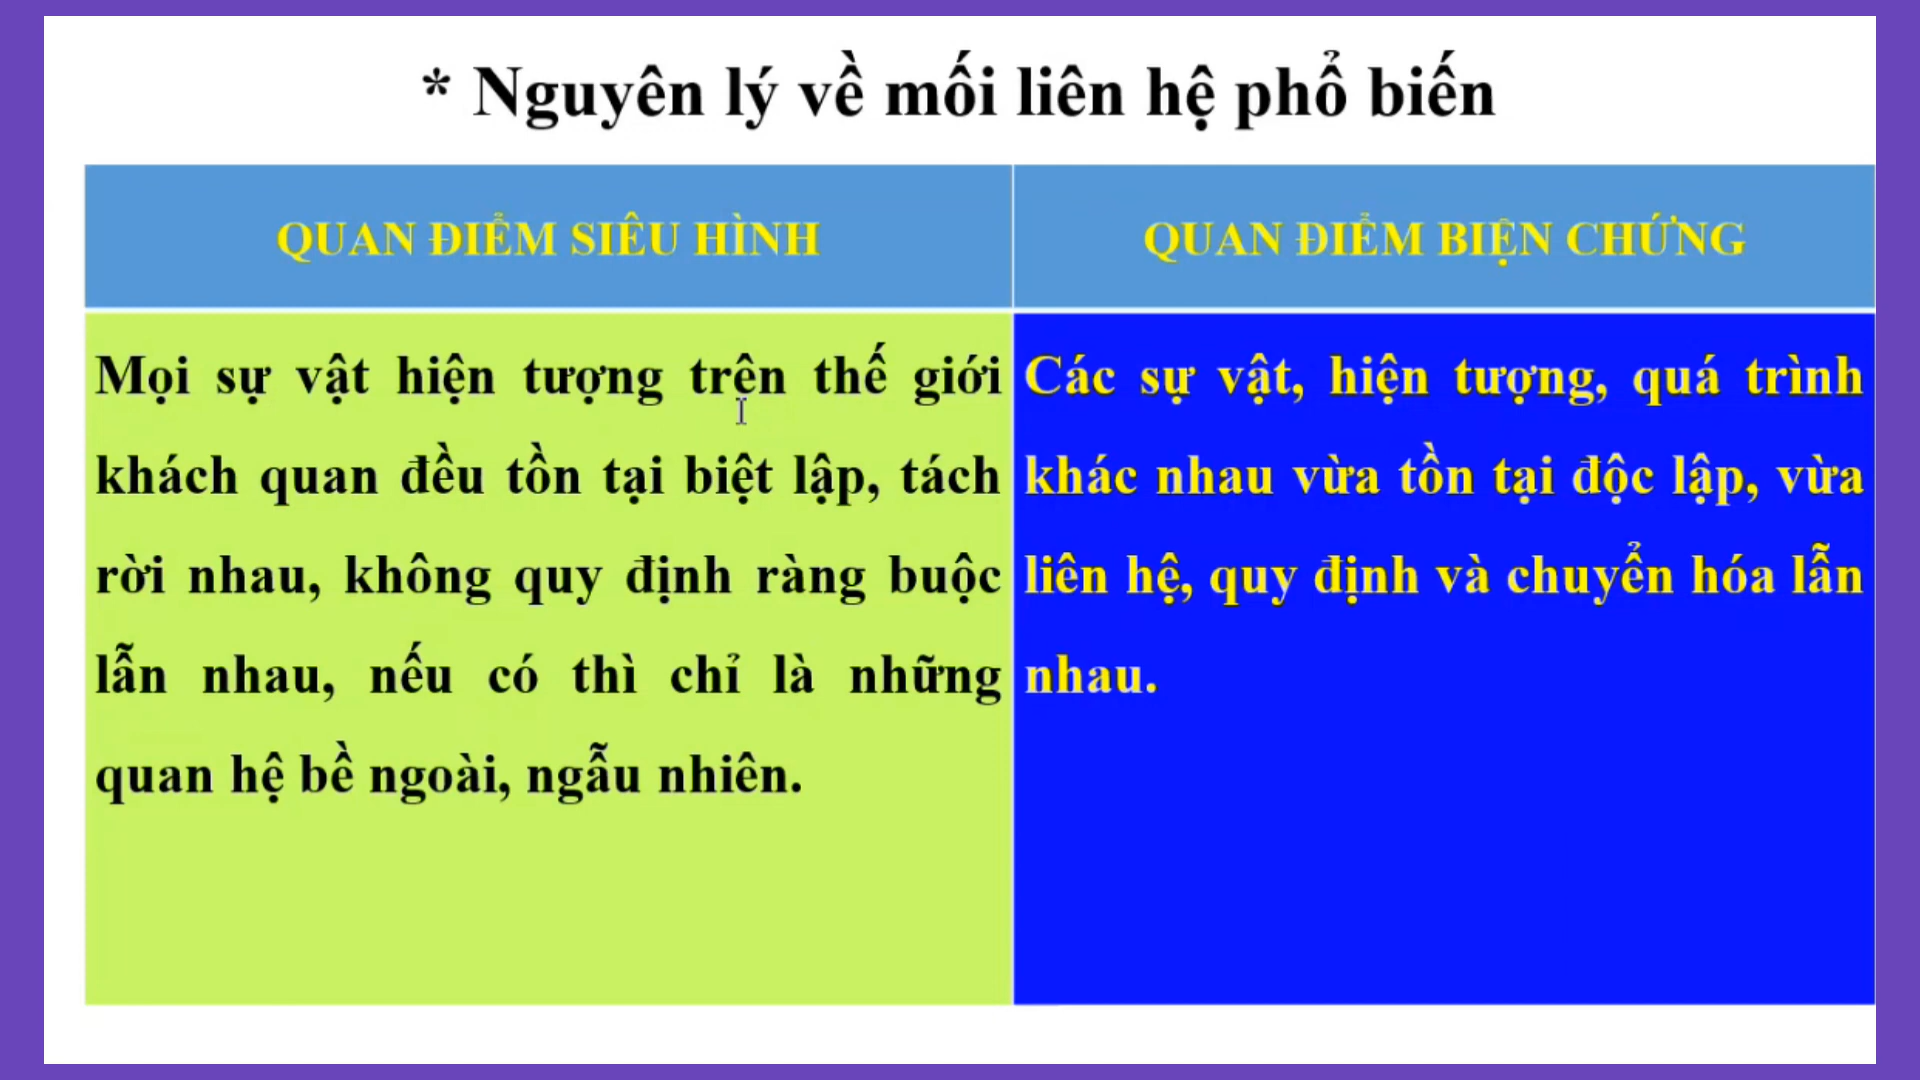 * Nguyên lý về mối liên hệ phổ biến
QUAN ĐIỂM SIÊU HÌNH
Mọi sự vật hiện tượng trên thế giới
khách quan đều tồn tại biệt lập, tách
rời nhau, không quy định ràng buộc
lẫn nhau, nếu có thì chỉ là những
quan hệ bề ngoài, ngẫu nhiên.
QUAN ĐIỂM BIỆN CHỨNG
Các sự vật, hiện tượng, quá trình
khác nhau vừa tồn tại độc lập, vừa
liên hệ, quy định và chuyển hóa lẫn
nhau.